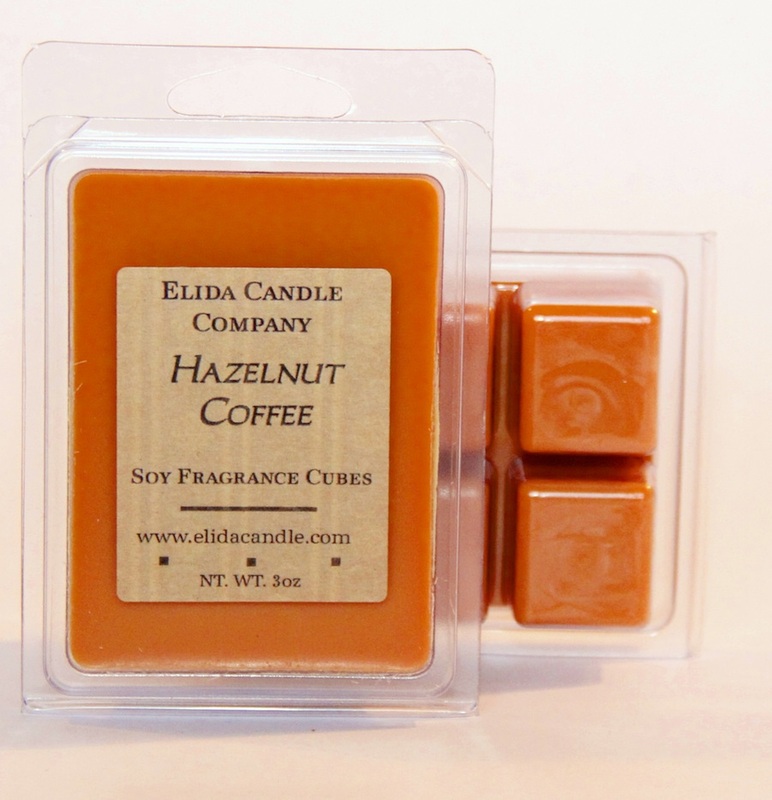 ELIDA CANDLE
COMPANY
HAZELNUT
COFFEE
SOY FRAGRANCE CUBES
www.elidacandle.com
NT. WT. 3oz